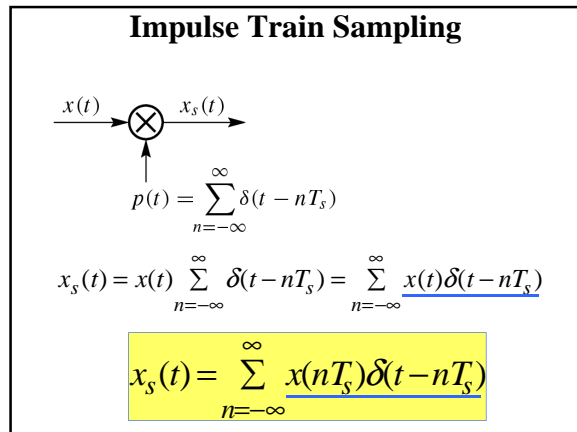 Impulse Train Sampling
x(t) ⊗ x_s(t)
p(t) = ∑_{n=-∞}^{∞} δ(t − nT_s)
x_s(t) = x(t) ∑_{n=-∞}^{∞} δ(t − nT_s) = ∑_{n=-∞}^{∞} x(t)δ(t − nT_s)
x_s(t) = ∑_{n=-∞}^{∞} x(nT_s)δ(t − nT_s)